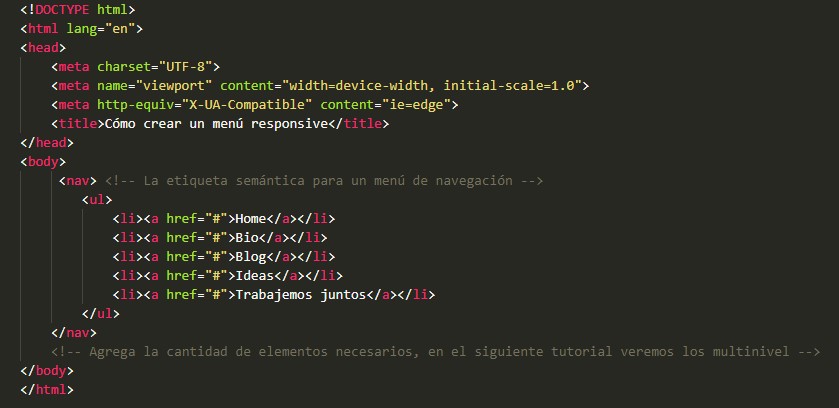 <!DOCTYPE html>
<html lang="en">
<head>
    <meta charset="UTF-8">
    <meta name="viewport" content="width=device-width, initial-scale=1.0">
    <meta http-equiv="X-UA-Compatible" content="ie=edge">
    <title>Cómo crear un menú responsive</title>
</head>
<body>
     <nav> <!-- La etiqueta semántica para un menú de navegación -->
        <ul>
            <li><a href="#">Home</a></li>
            <li><a href="#">Bio</a></li>
            <li><a href="#">Blog</a></li>
            <li><a href="#">Ideas</a></li>
            <li><a href="#">Trabajemos juntos</a></li>
        </ul>
    </nav>
    <!-- Agrega la cantidad de elementos necesarios, en el siguiente tutorial veremos los multinivel -->
</body>
</html>